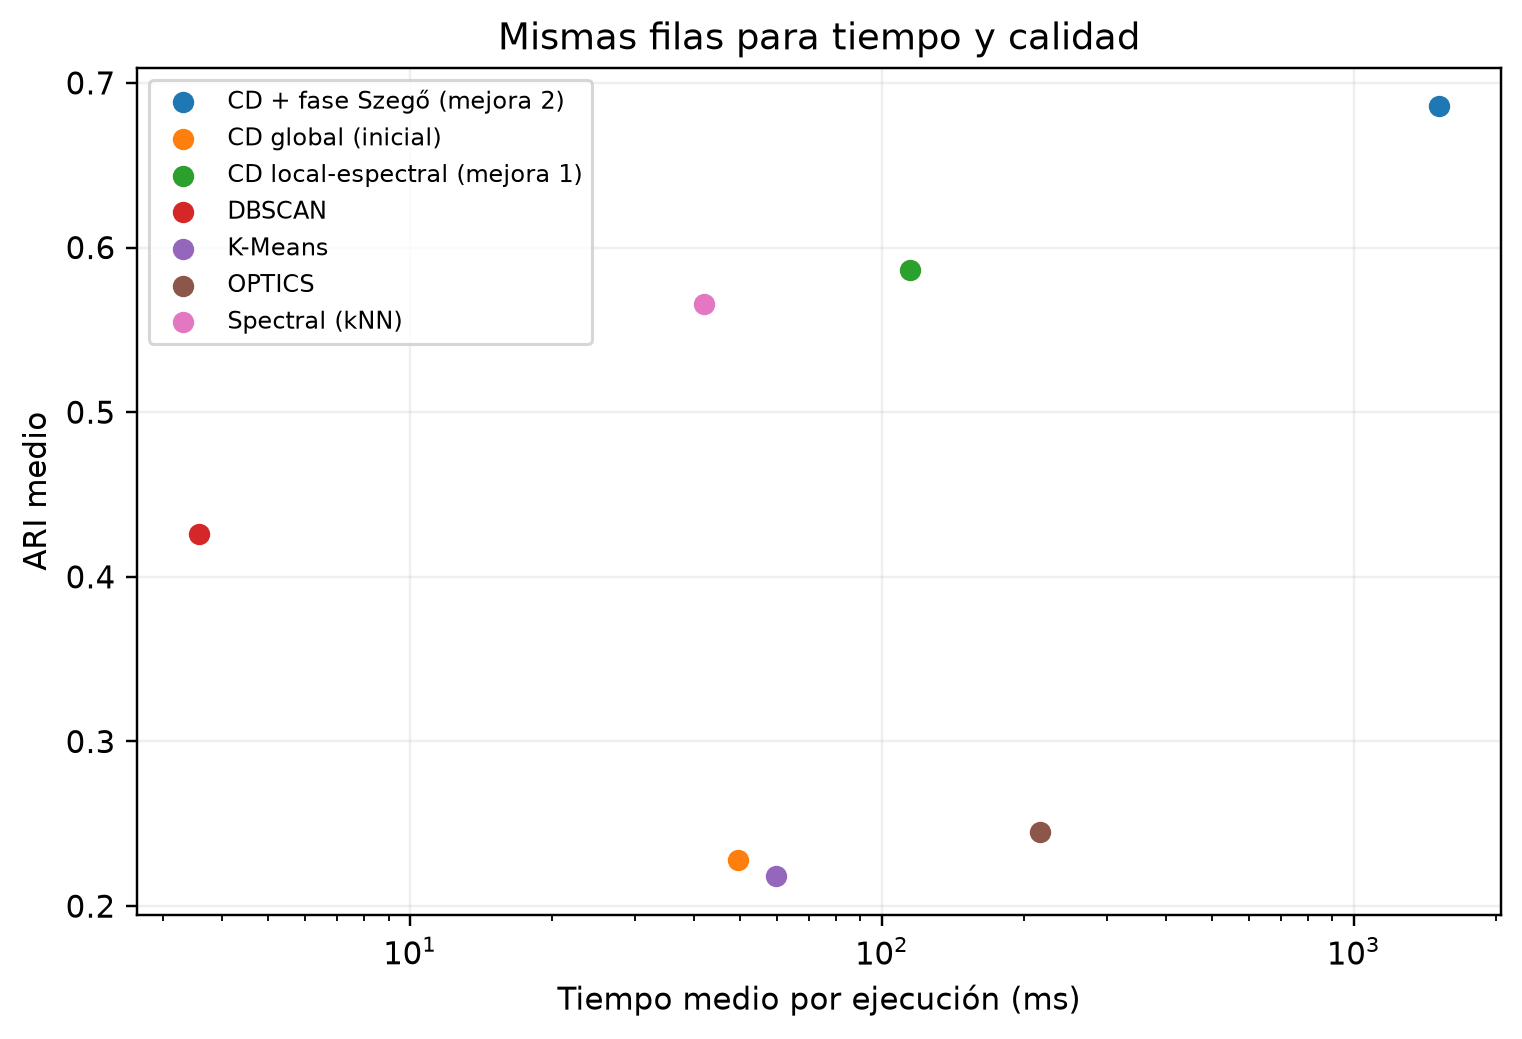 Mismas filas para tiempo y calidad
CD + fase Szegő (mejora 2)
CD global (inicial)
CD local-espectral (mejora 1)
DBSCAN
K-Means
OPTICS
Spectral (kNN)
ARI medio
0.7
0.6
0.5
0.4
0.3
0.2
10¹ 10² 10³
Tiempo medio por ejecución (ms)